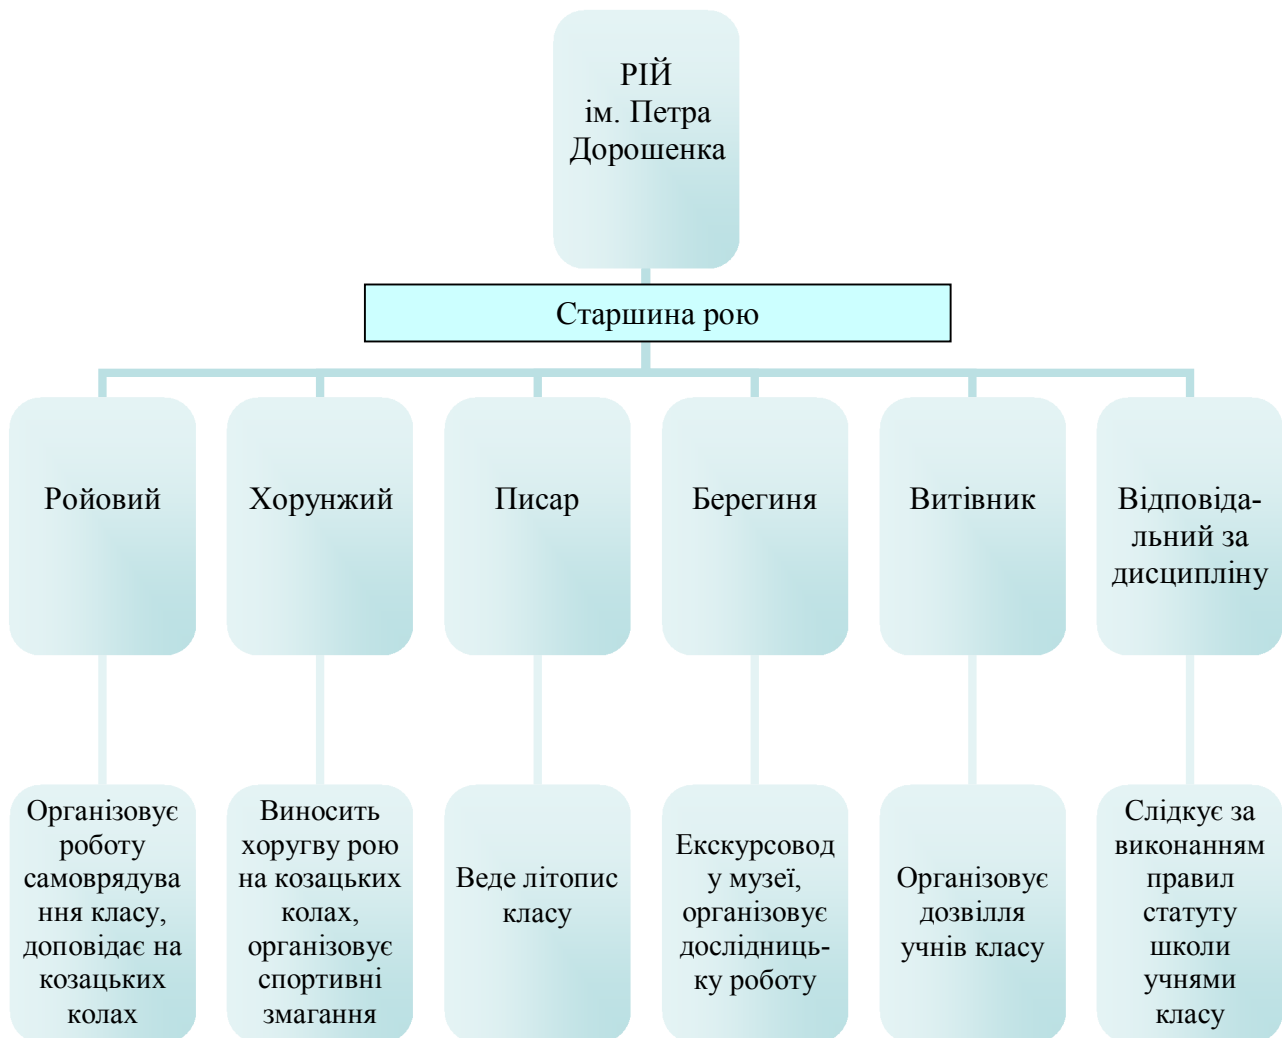 РІЙ
ім. Петра
Дорошенка
Старшина рою
Ройовий
Хорунжий
Писар
Берегиня
Витівник
Відповіда-
льний за
дисципліну
Організовує
роботу
самоврядува
ння класу,
доповідає на
козацьких
колах
Виносить
хоругву рою
на козацьких
колах,
організовує
спортивні
змагання
Веде літопис
класу
Екскурсовод
у музеї,
організовує
дослідниць-
ку роботу
Організовує
дозвілля
учнів класу
Слідкує за
виконанням
правил
статуту
школи
учнями
класу